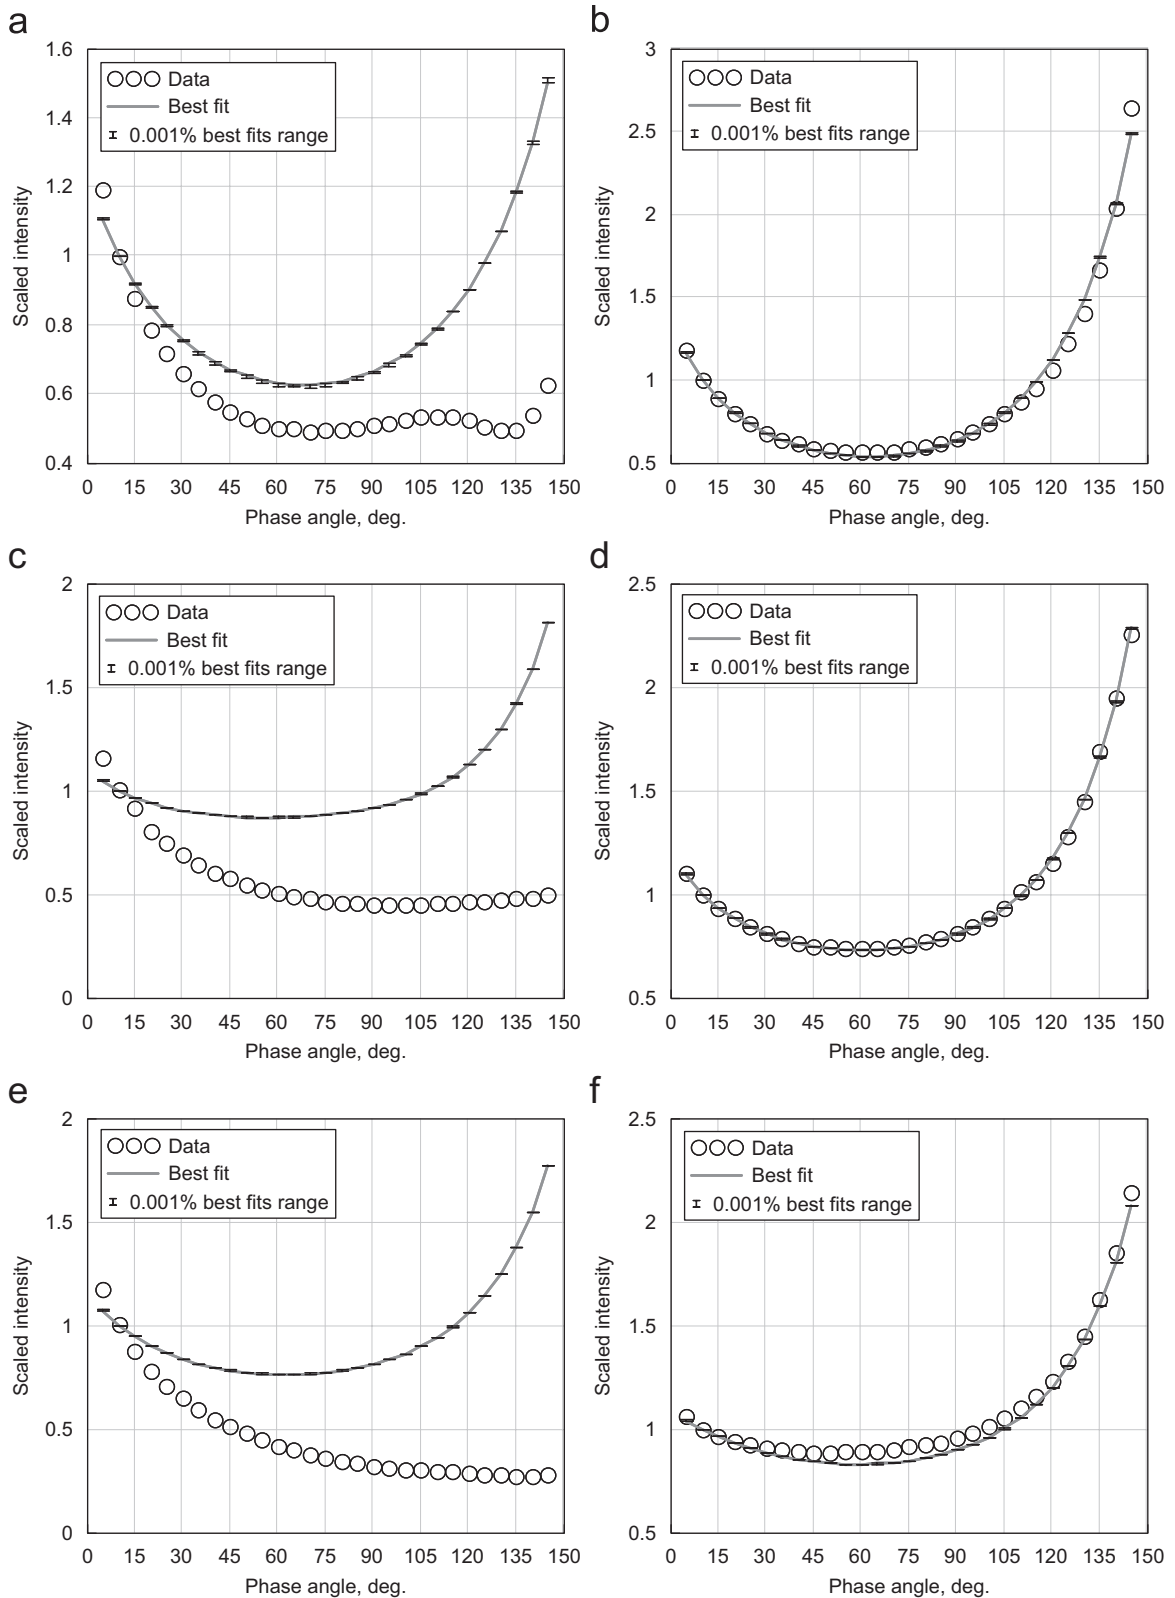 a
1.6
1.4
1.2
1
0.8
0.6
0.4
Data
Best fit
0.001% best fits range
Scaled intensity
0 15 30 45 60 75 90 105 120 135 150
Phase angle, deg.
b
3
2.5
2
1.5
1
0.5
Data
Best fit
0.001% best fits range
Scaled intensity
0 15 30 45 60 75 90 105 120 135 150
Phase angle, deg.
c
2
1.5
1
0.5
0
Data
Best fit
0.001% best fits range
Scaled intensity
0 15 30 45 60 75 90 105 120 135 150
Phase angle, deg.
d
2.5
2
1.5
1
0.5
Data
Best fit
0.001% best fits range
Scaled intensity
0 15 30 45 60 75 90 105 120 135 150
Phase angle, deg.
e
2
1.5
1
0.5
0
Data
Best fit
0.001% best fits range
Scaled intensity
0 15 30 45 60 75 90 105 120 135 150
Phase angle, deg.
f
2.5
2
1.5
1
0.5
Data
Best fit
0.001% best fits range
Scaled intensity
0 15 30 45 60 75 90 105 120 135 150
Phase angle, deg.